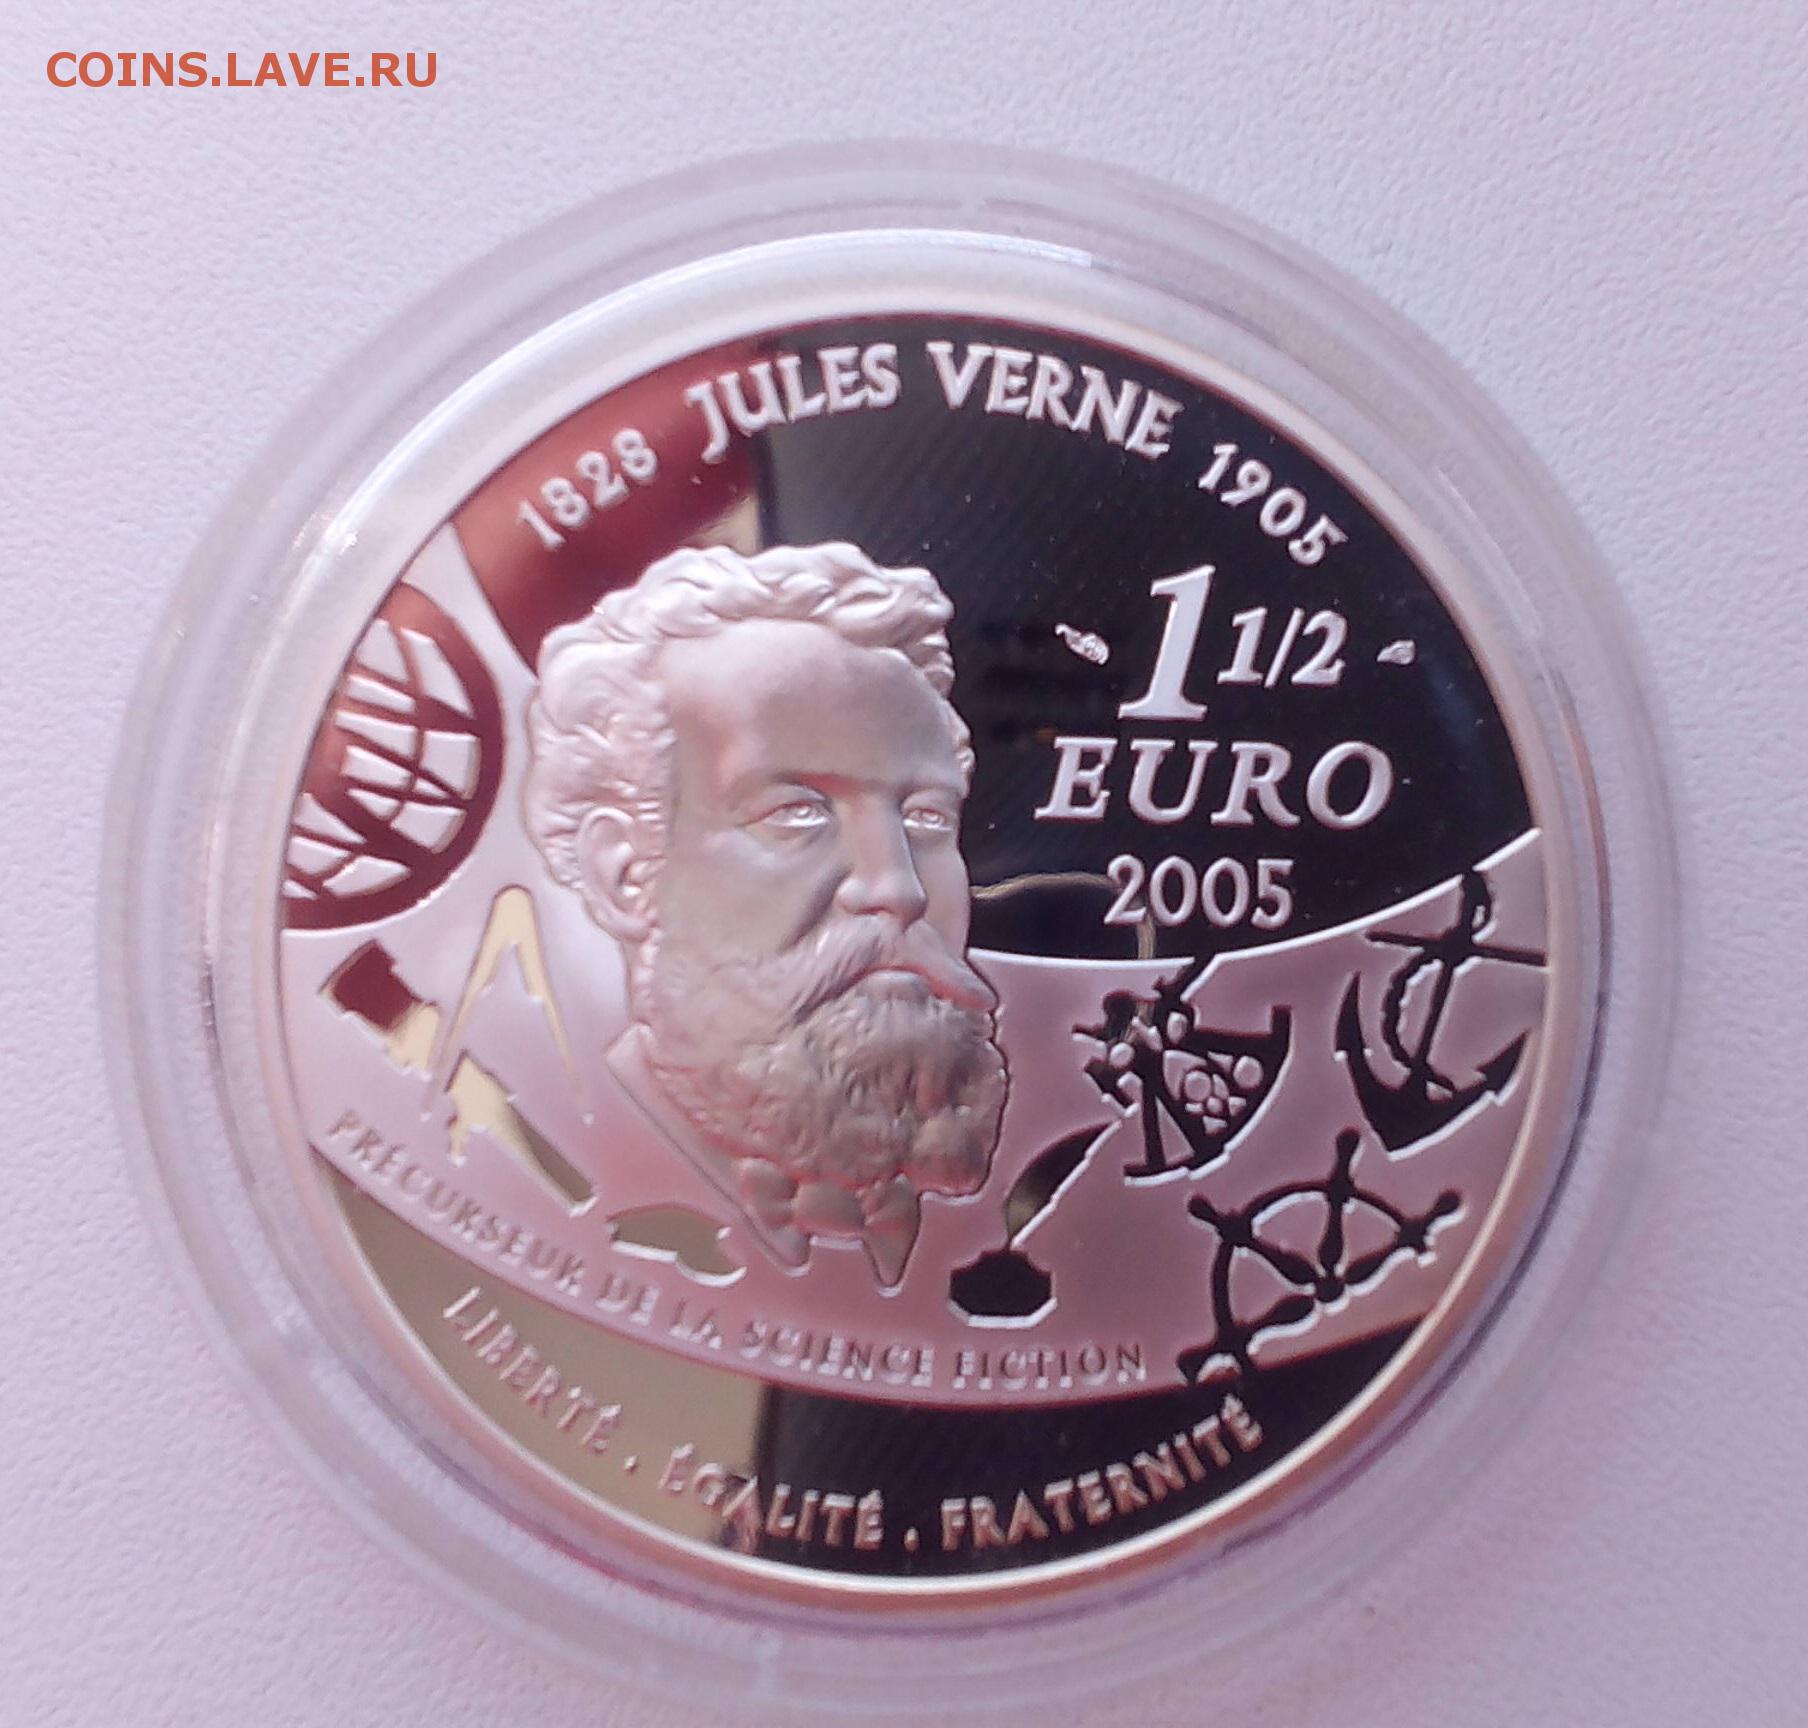 COINS.LAVE.RU
1828 JULES VERNE 1905
1 1/2
EURO
2005
PRÉCURSEUR DE LA SCIENCE FICTION
LIBERTÉ . ÉGALITÉ . FRATERNITÉ